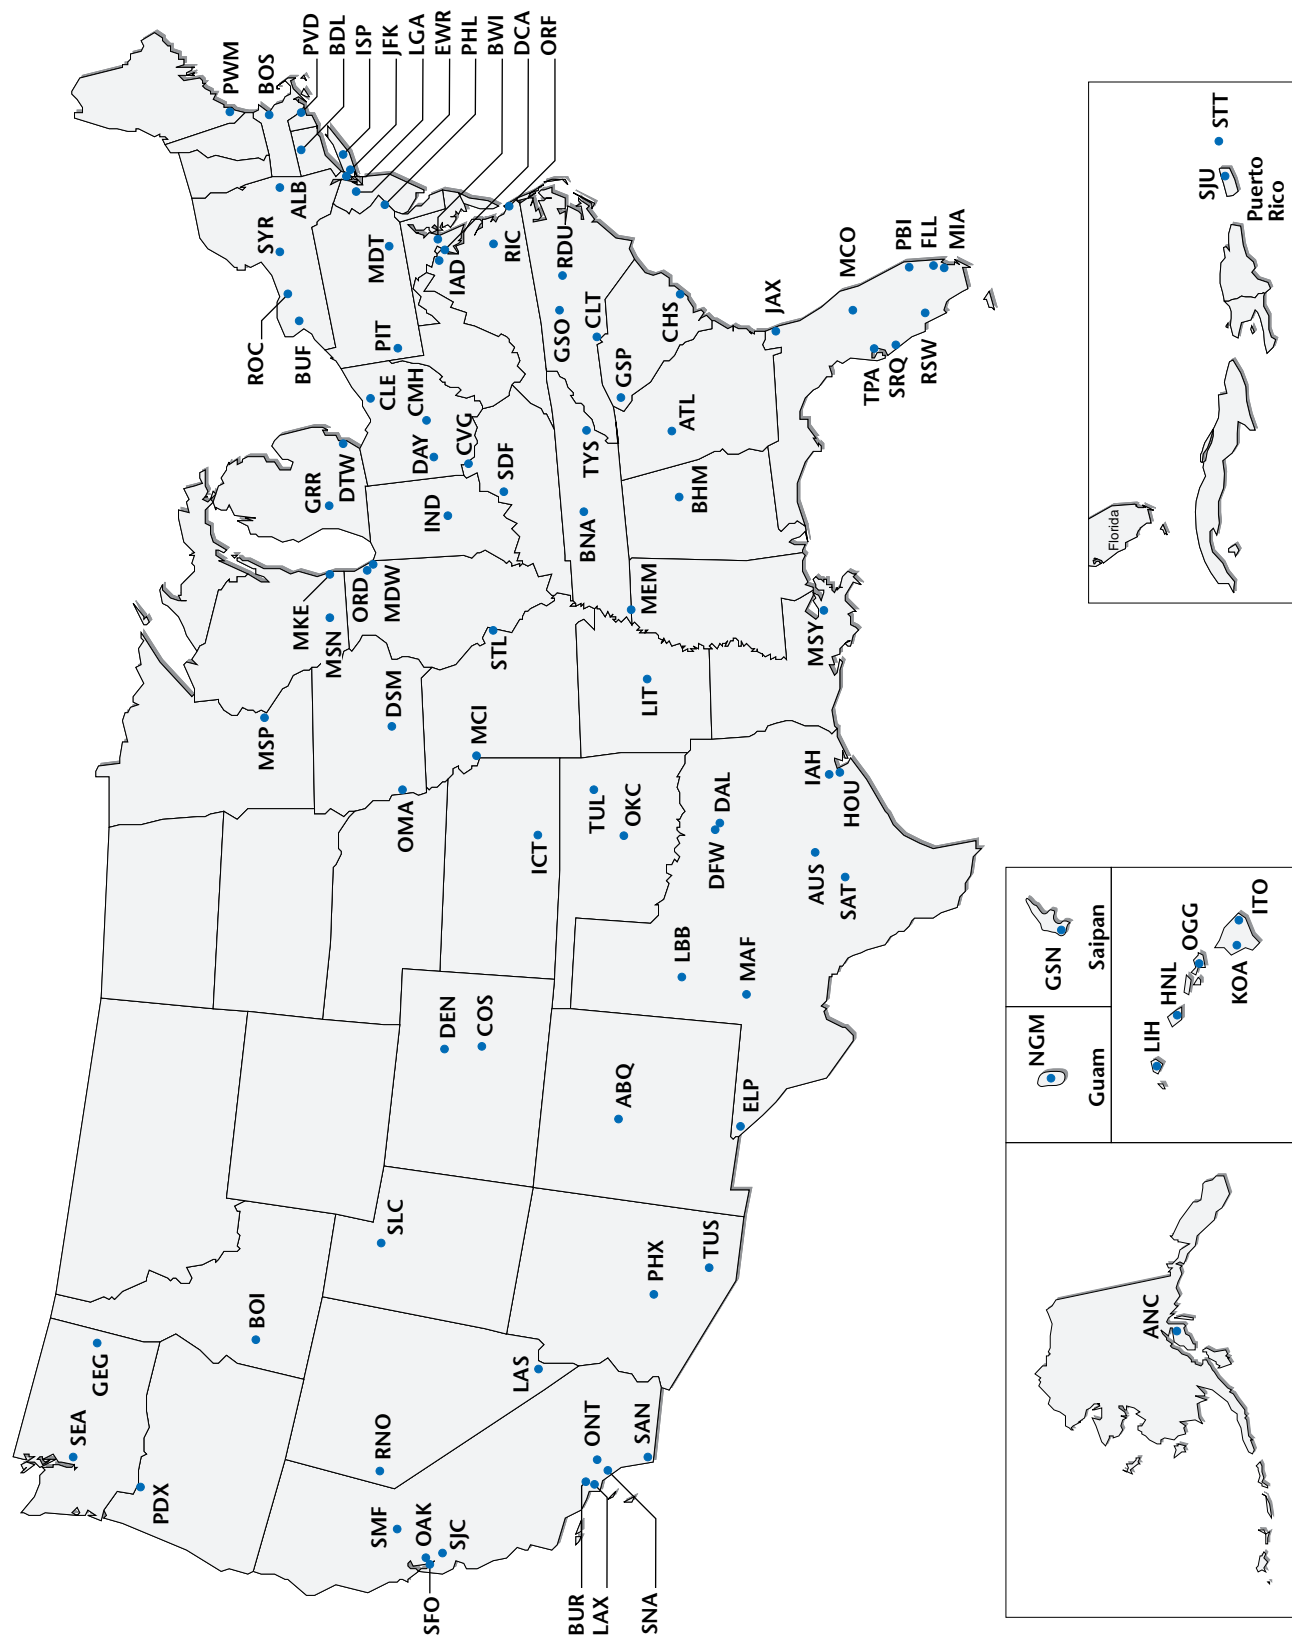 SEA
GEG
PDX
BOI
RNO
SMF
OAK
SFO
SJC
BUR
LAX
SNA
ONT
SAN
LAS
SLC
PHX
TUS
DEN
COS
ABQ
ELP
LBB
MAF
DFW
DAL
AUS
SAT
IAH
HOU
TUL
OKC
ICT
OMA
DSM
MCI
STL
LIT
MSP
MKE
MSN
ORD
MDW
GRR
DTW
IND
DAY
CMH
CLE
CVG
SDF
BNA
TYS
MEM
MSY
BHM
ATL
GSP
CLT
GSO
RDU
CHS
JAX
MCO
TPA
SRQ
RSW
PBI
FLL
MIA
RIC
IAD
PIT
MDT
BUF
ROC
SYR
ALB
PWM
BOS
PVD
BDL
ISP
JFK
LGA
EWR
PHL
BWI
DCA
ORF
ANC
NGM
Guam
GSN
Saipan
LIH
HNL
OGG
KOA
ITO
Florida
SJU
Puerto
Rico
STT